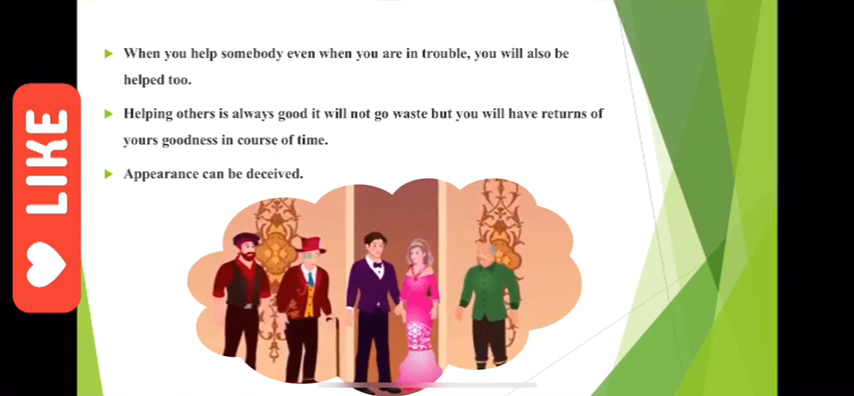 When you help somebody even when you are in trouble, you will also be
helped too.
Helping others is always good it will not go waste but you will have returns of
yours goodness in course of time.
Appearance can be deceived.
LIKE